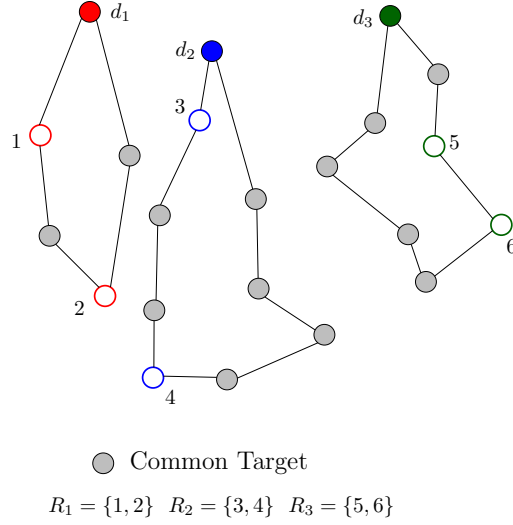 d₁
d₂
d₃
3
1
5
6
2
4
Common Target
R₁ = {1, 2} R₂ = {3, 4} R₃ = {5, 6}